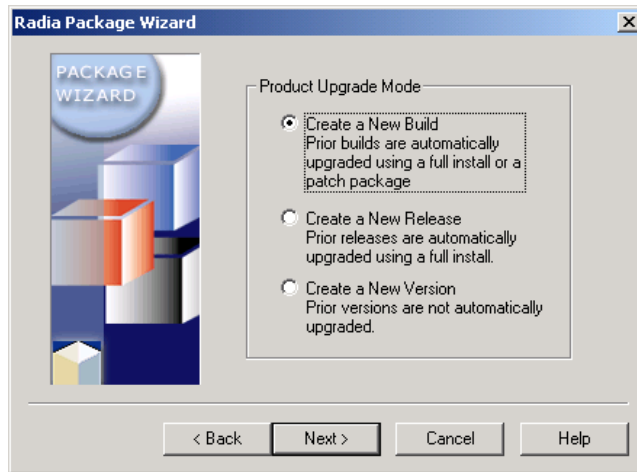 Radia Package Wizard
PACKAGE
WIZARD
Product Upgrade Mode
Create a New Build
Prior builds are automatically
upgraded using a full install or a
patch package
Create a New Release
Prior releases are automatically
upgraded using a full install.
Create a New Version
Prior versions are not automatically
upgraded.
< Back
Next >
Cancel
Help